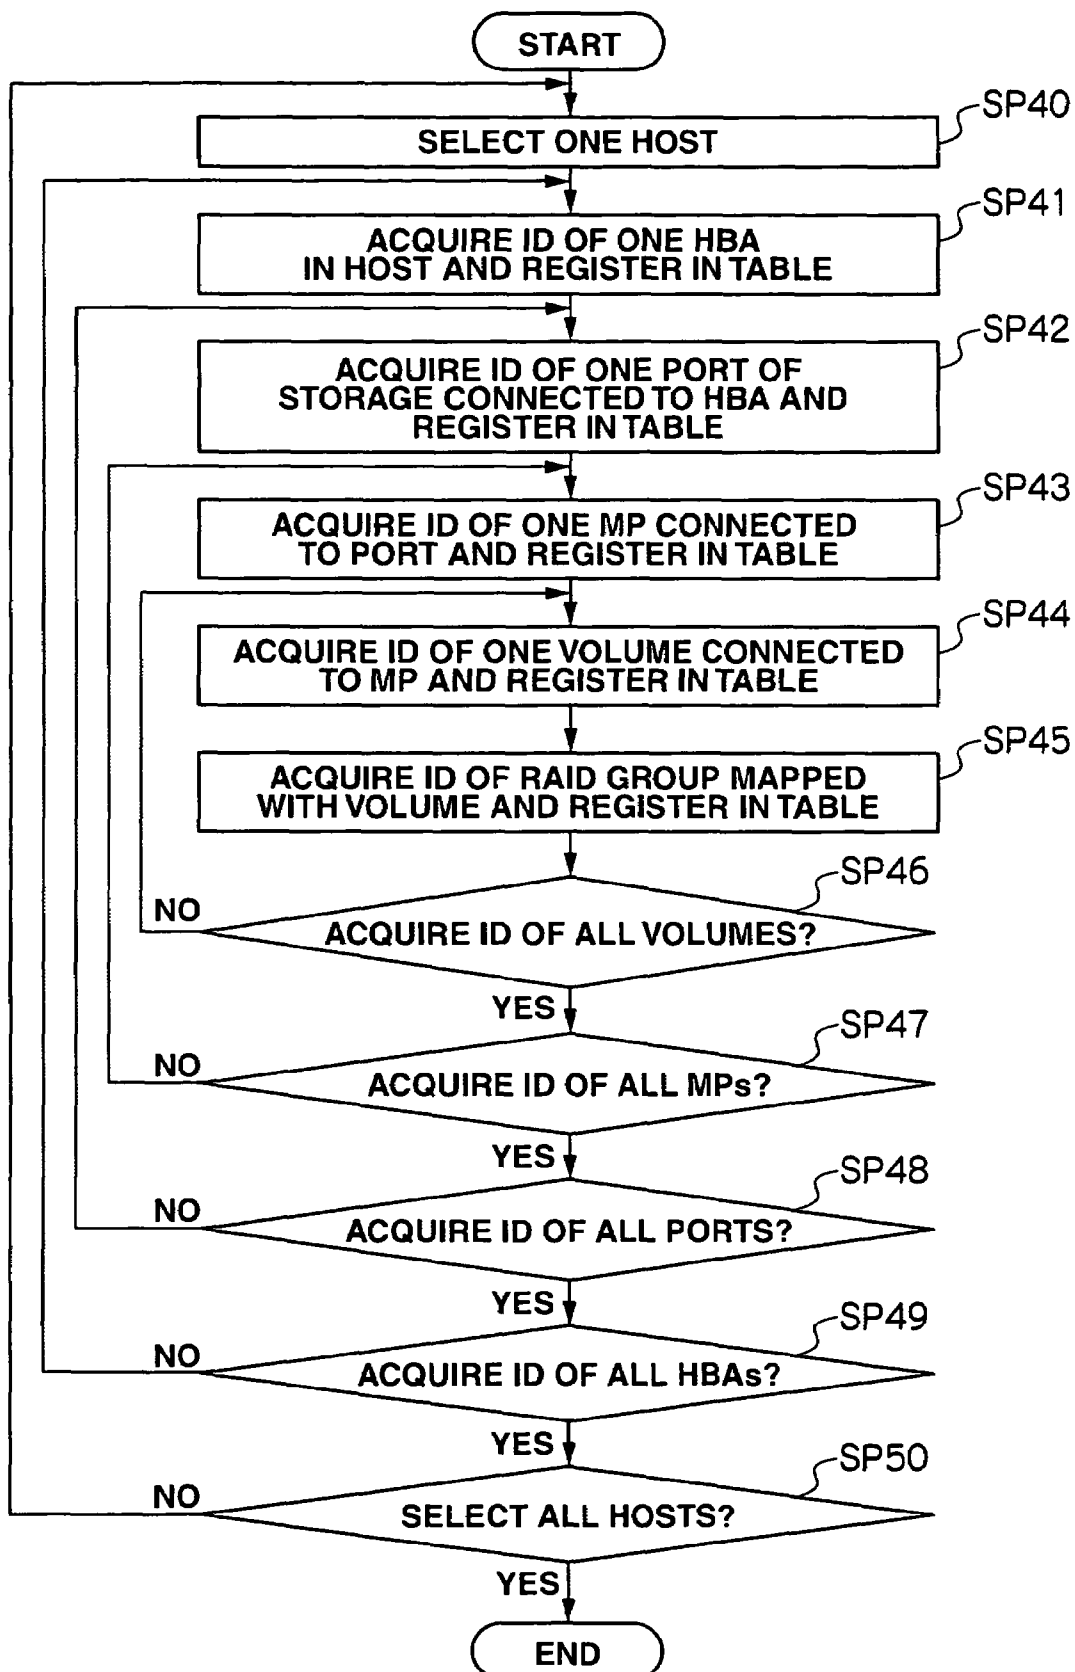 START
SP40
SELECT ONE HOST
SP41
ACQUIRE ID OF ONE HBA
IN HOST AND REGISTER IN TABLE
SP42
ACQUIRE ID OF ONE PORT OF
STORAGE CONNECTED TO HBA AND
REGISTER IN TABLE
SP43
ACQUIRE ID OF ONE MP CONNECTED
TO PORT AND REGISTER IN TABLE
SP44
ACQUIRE ID OF ONE VOLUME CONNECTED
TO MP AND REGISTER IN TABLE
SP45
ACQUIRE ID OF RAID GROUP MAPPED
WITH VOLUME AND REGISTER IN TABLE
SP46
NO
ACQUIRE ID OF ALL VOLUMES?
YES
SP47
NO
ACQUIRE ID OF ALL MPs?
YES
SP48
NO
ACQUIRE ID OF ALL PORTS?
YES
SP49
NO
ACQUIRE ID OF ALL HBAs?
YES
SP50
NO
SELECT ALL HOSTS?
YES
END